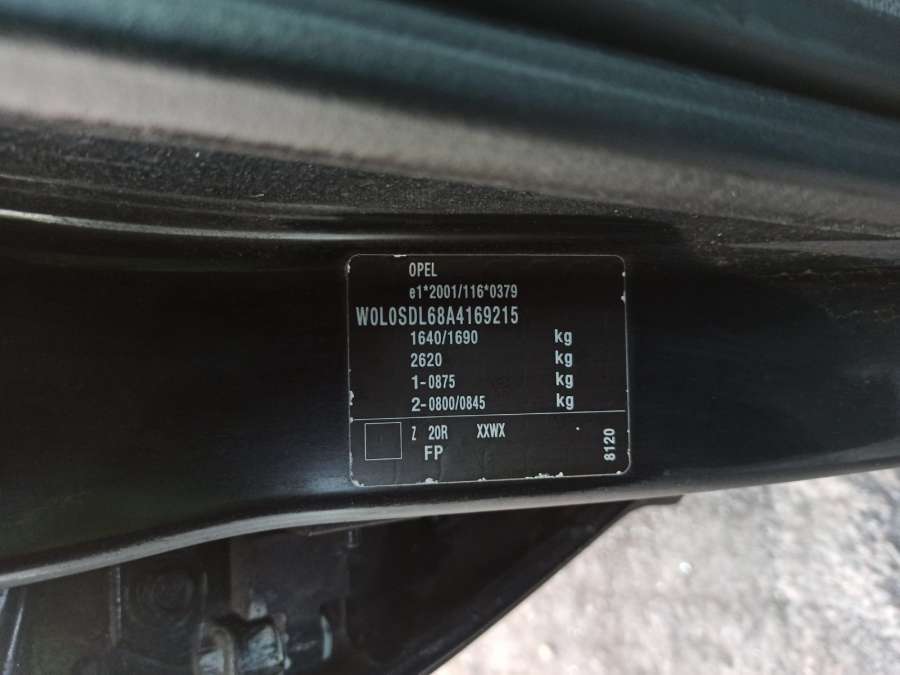 OPEL
e1*2001/116*0379
W0L0SDL68A4169215
1640/1690 kg
2620 kg
1-0875 kg
2-0800/0845 kg
Z 20R XXWX
FP
8120